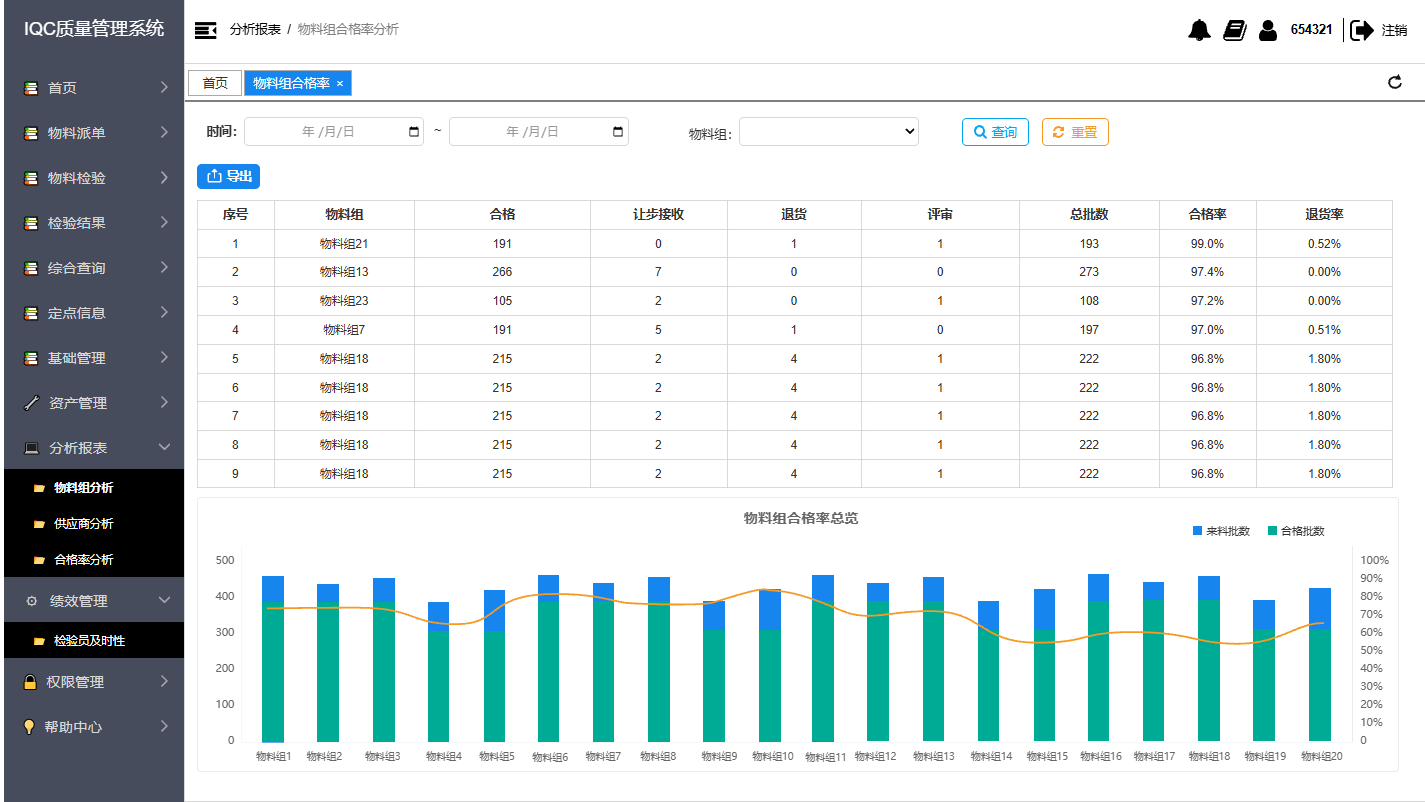 IQC质量管理系统
首页
物料派单
物料检验
检验结果
综合查询
定点信息
基础管理
资产管理
分析报表
物料组分析
供应商分析
合格率分析
绩效管理
检验员及时性
权限管理
帮助中心
分析报表 / 物料组合格率分析
654321 注销
首页 物料组合格率 ×
时间: 年 /月/日 ~ 年 /月/日 物料组: 查询 重置
导出
序号 物料组 合格 让步接收 退货 评审 总批数 合格率 退货率
1 物料组21 191 0 1 1 193 99.0% 0.52%
2 物料组13 266 7 0 0 273 97.4% 0.00%
3 物料组23 105 2 0 1 108 97.2% 0.00%
4 物料组7 191 5 1 0 197 97.0% 0.51%
5 物料组18 215 2 4 1 222 96.8% 1.80%
6 物料组18 215 2 4 1 222 96.8% 1.80%
7 物料组18 215 2 4 1 222 96.8% 1.80%
8 物料组18 215 2 4 1 222 96.8% 1.80%
9 物料组18 215 2 4 1 222 96.8% 1.80%
物料组合格率总览
来料批数 合格批数
500
400
300
200
100
0
100%
90%
80%
70%
60%
50%
40%
30%
20%
10%
0
物料组1 物料组2 物料组3 物料组4 物料组5 物料组6 物料组7 物料组8 物料组9 物料组10 物料组11 物料组12 物料组13 物料组14 物料组15 物料组16 物料组17 物料组18 物料组19 物料组20